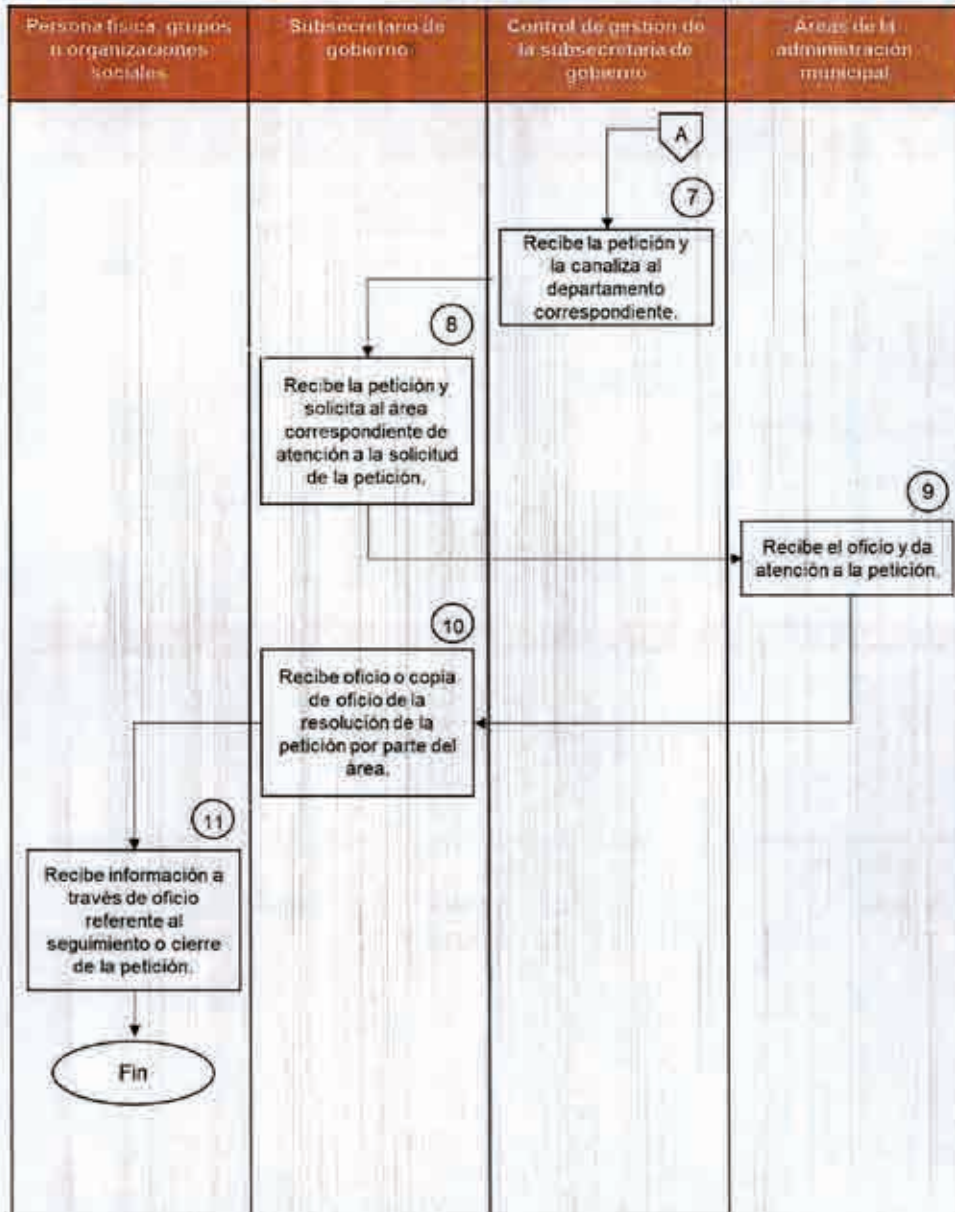 Persona física, grupos
u organizaciones
sociales
Subsecretario de
gobierno
Control de gestión de
la subsecretaria de
gobierno
Áreas de la
administración
municipal
A
7
Recibe la petición y
la canaliza al
departamento
correspondiente.
8
Recibe la petición y
solicita al área
correspondiente de
atención a la solicitud
de la petición.
9
Recibe el oficio y da
atención a la petición.
10
Recibe oficio o copia
de oficio de la
resolución de la
petición por parte del
área.
11
Recibe información a
través de oficio
referente al
seguimiento o cierre
de la petición.
Fin